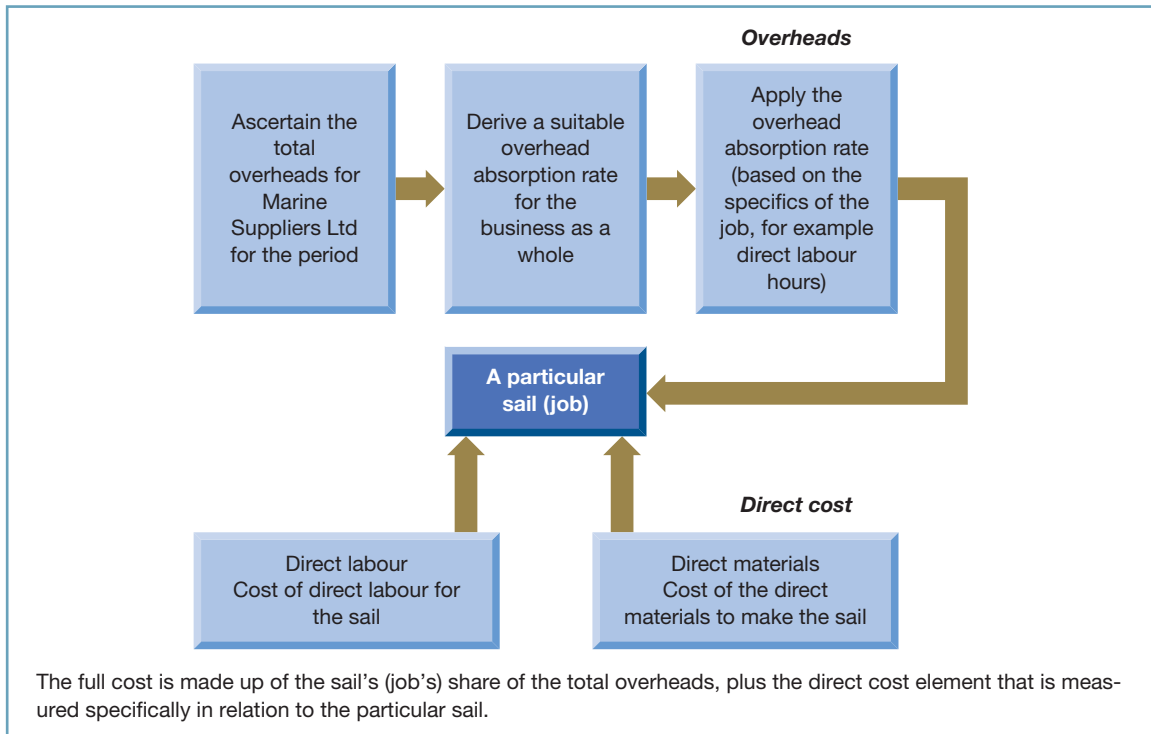 Overheads
Ascertain the
total
overheads for
Marine
Suppliers Ltd
for the period
Derive a suitable
overhead
absorption rate
for the
business as a
whole
Apply the
overhead
absorption rate
(based on the
specifics of the
job, for example
direct labour
hours)
A particular
sail (job)
Direct cost
Direct labour
Cost of direct labour for
the sail
Direct materials
Cost of the direct
materials to make the sail
The full cost is made up of the sail's (job's) share of the total overheads, plus the direct cost element that is meas-
ured specifically in relation to the particular sail.